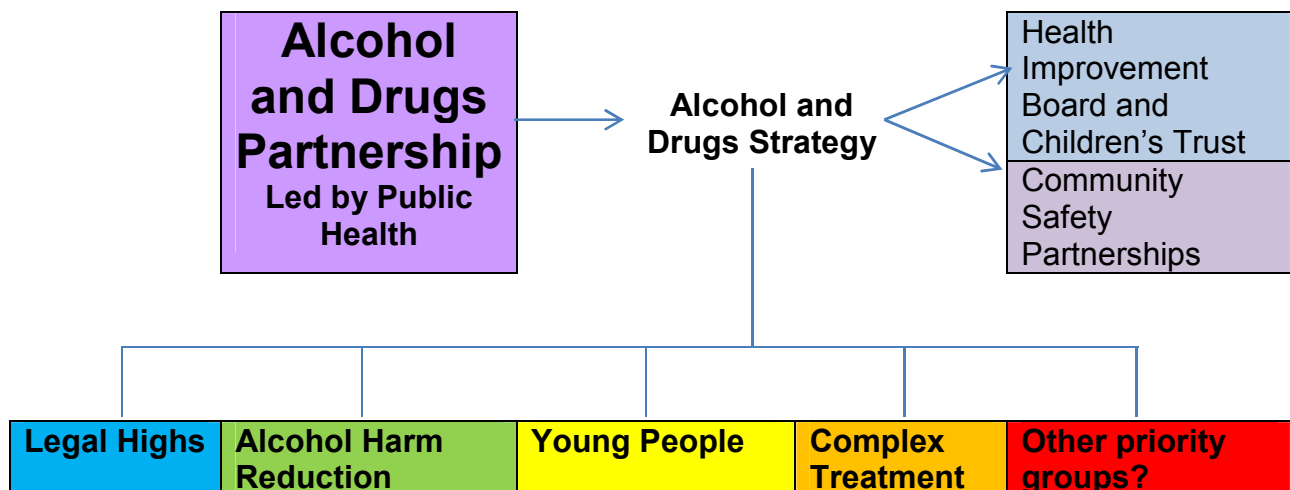 Alcohol
and Drugs
Partnership
Led by Public
Health
Alcohol and
Drugs Strategy
Health
Improvement
Board and
Children’s Trust
Community
Safety
Partnerships
Legal Highs
Alcohol Harm
Reduction
Young People
Complex
Treatment
Other priority
groups?